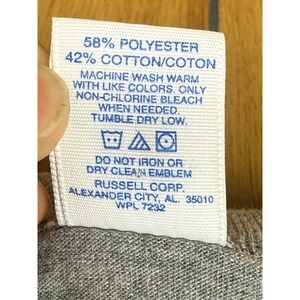 58% POLYESTER
42% COTTON/COTON
MACHINE WASH WARM
WITH LIKE COLORS. ONLY
NON-CHLORINE BLEACH
WHEN NEEDED.
TUMBLE DRY LOW.
DO NOT IRON OR
DRY CLEAN EMBLEM
RUSSELL CORP.
ALEXANDER CITY, AL. 35010
WPL 7232